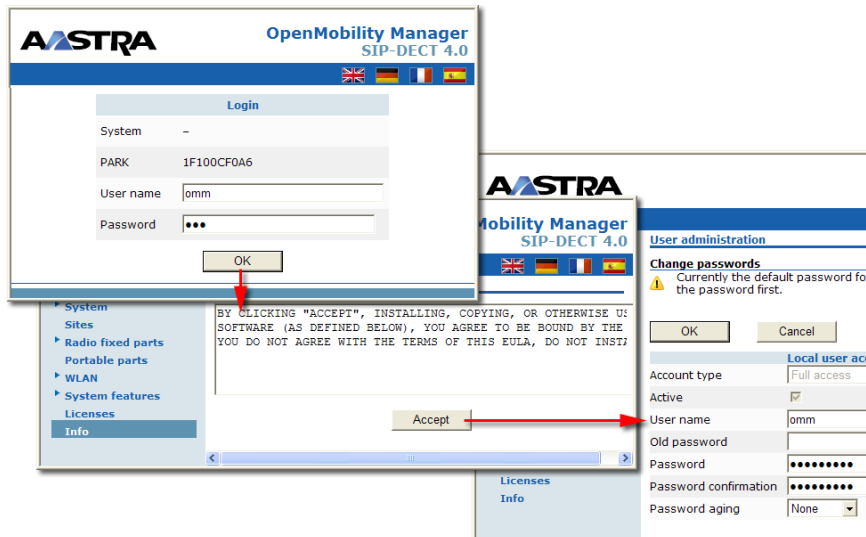 AASTRA
OpenMobility Manager
SIP-DECT 4.0
Login
System –
PARK 1F100CF0A6
User name omm
Password •••
OK
Mobility Manager
SIP-DECT 4.0
System
Sites
Radio fixed parts
Portable parts
WLAN
System features
Licenses
Info
BY CLICKING "ACCEPT", INSTALLING, COPYING, OR OTHERWISE
SOFTWARE (AS DEFINED BELOW), YOU AGREE TO BE BOUND BY THE
YOU DO NOT AGREE WITH THE TERMS OF THIS EULA, DO NOT
Accept
AASTRA
User administration
Change passwords
Currently the default password
the password first.
OK Cancel
Local user
Account type Full access
Active
User name omm
Old password
Password •••••••••
Password confirmation •••••••••
Password aging None
Licenses
Info